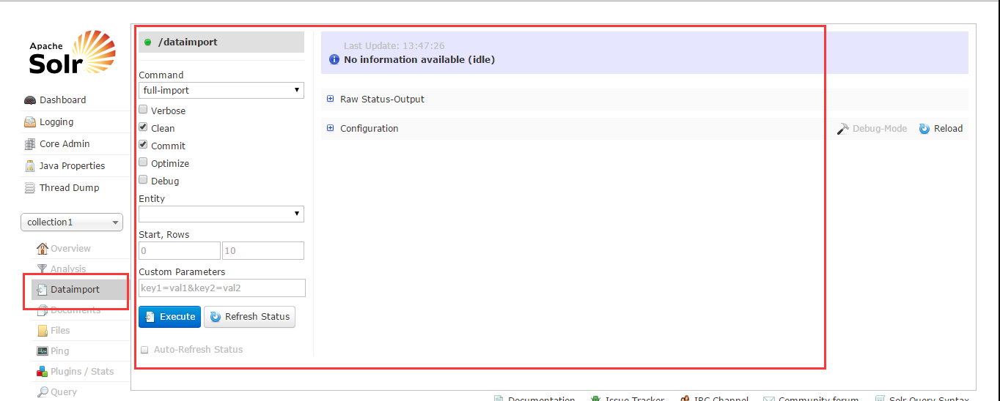 Apache
Solr
Dashboard
Logging
Core Admin
Java Properties
Thread Dump
collection1
Overview
Analysis
Dataimport
Documents
Files
Ping
Plugins / Stats
Query
/dataimport
Command
full-import
Verbose
Clean
Commit
Optimize
Debug
Entity
Start, Rows
0 10
Custom Parameters
key1=val1&key2=val2
Execute Refresh Status
Auto-Refresh Status
Last Update: 13:47:26
No information available (idle)
Raw Status-Output
Configuration
Debug-Mode Reload
Documentation Issue Tracker IRC Channel Community forum Solr Query Syntax